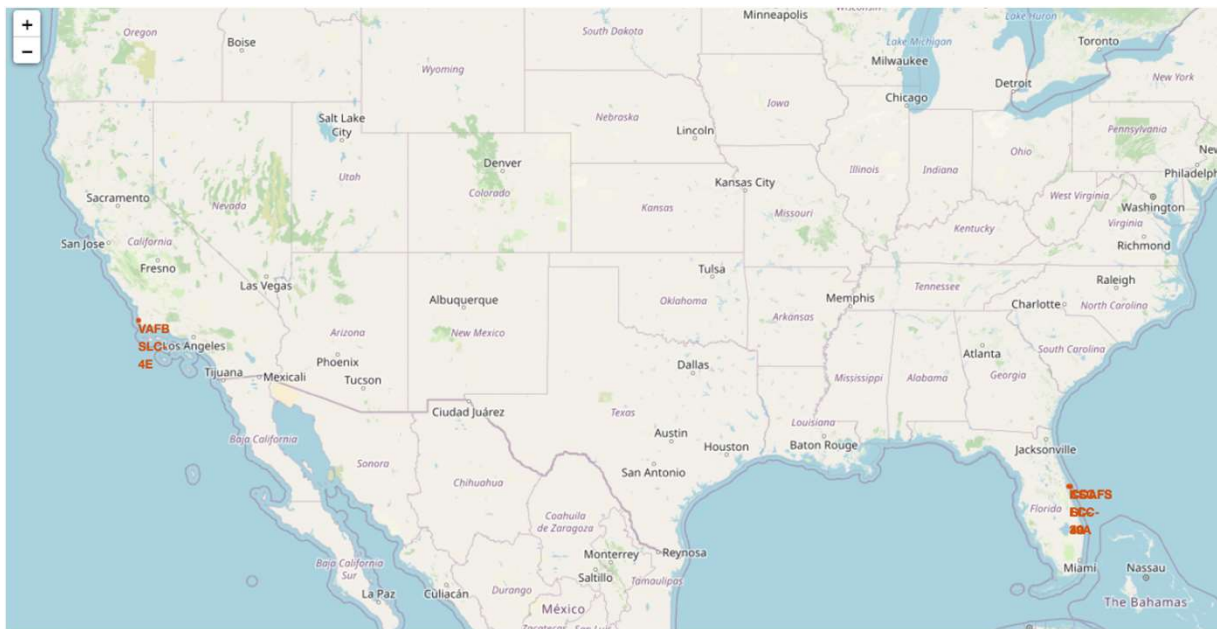 +
−
Minneapolis
Wisconsin
Lake Huron
Oregon
Boise
South Dakota
Lake Michigan
Toronto
Milwaukee
Wyoming
Detroit
New York
Chicago
Iowa
Salt Lake
City
Nebraska
Lincoln
Pennsylvania
Ohio
New
Denver
Illinois
Indiana
Utah
Philadelph
Sacramento
Nevada
Colorado
Kansas City
West Virginia
Washington
Kansas
Missouri
San Jose
California
Virginia
Kentucky
Richmond
Fresno
Las Vegas
Tulsa
Raleigh
Albuquerque
Oklahoma
Memphis
Tennessee
Charlotte
North Carolina
VAFB
SLC-
4E
Los Angeles
Arizona
New Mexico
Arkansas
South Carolina
Phoenix
Atlanta
Tijuana
Mexicali
Tucson
Dallas
Mississippi
Alabama
Georgia
Ciudad Juárez
Texas
Louisiana
Baja
California
Austin
Houston
Baton Rouge
Jacksonville
Sonora
San Antonio
Chihuahua
Florida
Coahuila
de Zaragoza
Baja California
Sur
Monterrey
Reynosa
Miami
Nassau
Saltillo
Tamaulipas
La Paz
Culiacán
Durango
México
The Bahamas
Zacatecas